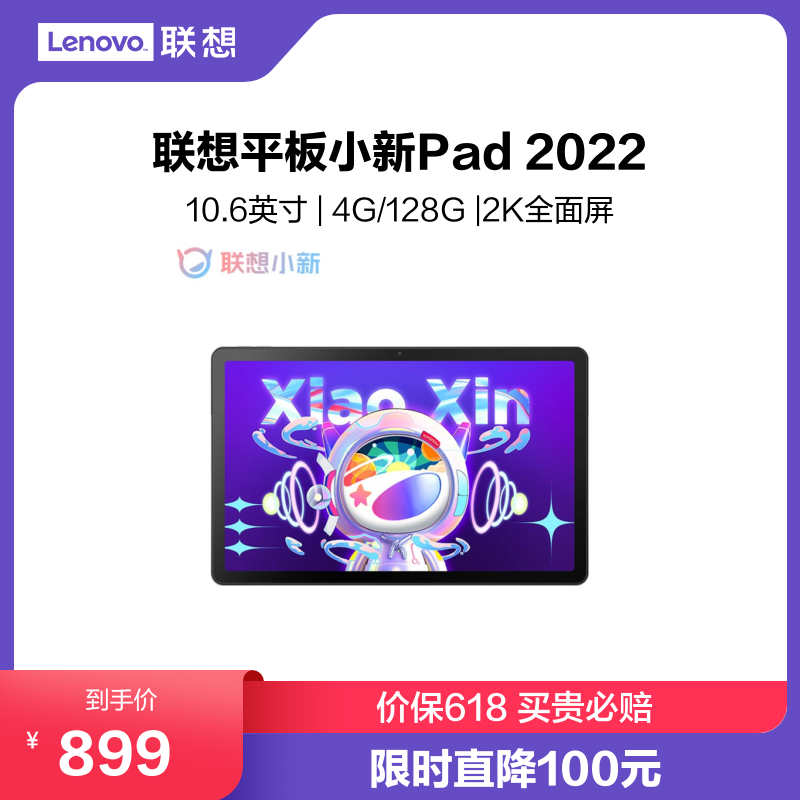 Lenovo 联想
联想平板小新Pad 2022
10.6英寸 | 4G/128G |2K全面屏
联想小新
Xiao Xin
到手价
¥ 899
价保618 买贵必赔
限时直降100元